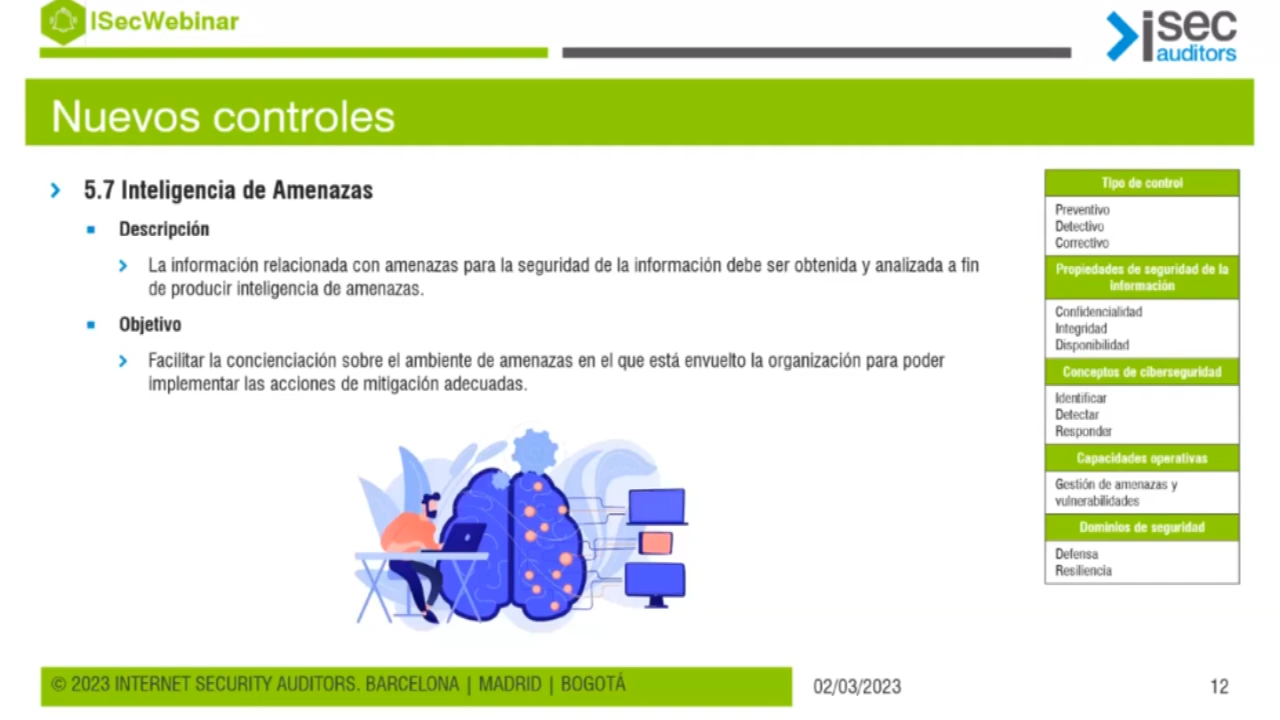 ISecWebinar
isec
auditors
Nuevos controles
5.7 Inteligencia de Amenazas
Descripción
La información relacionada con amenazas para la seguridad de la información debe ser obtenida y analizada a fin
de producir inteligencia de amenazas.
Objetivo
Facilitar la concienciación sobre el ambiente de amenazas en el que está envuelto la organización para poder
implementar las acciones de mitigación adecuadas.
Tipo de control
Preventivo
Detectivo
Correctivo
Propiedades de seguridad de la
información
Confidencialidad
Integridad
Disponibilidad
Conceptos de ciberseguridad
Identificar
Detectar
Responder
Capacidades operativas
Gestión de amenazas y
vulnerabilidades
Dominios de seguridad
Defensa
Resiliencia
© 2023 INTERNET SECURITY AUDITORS. BARCELONA | MADRID | BOGOTÁ
02/03/2023
12